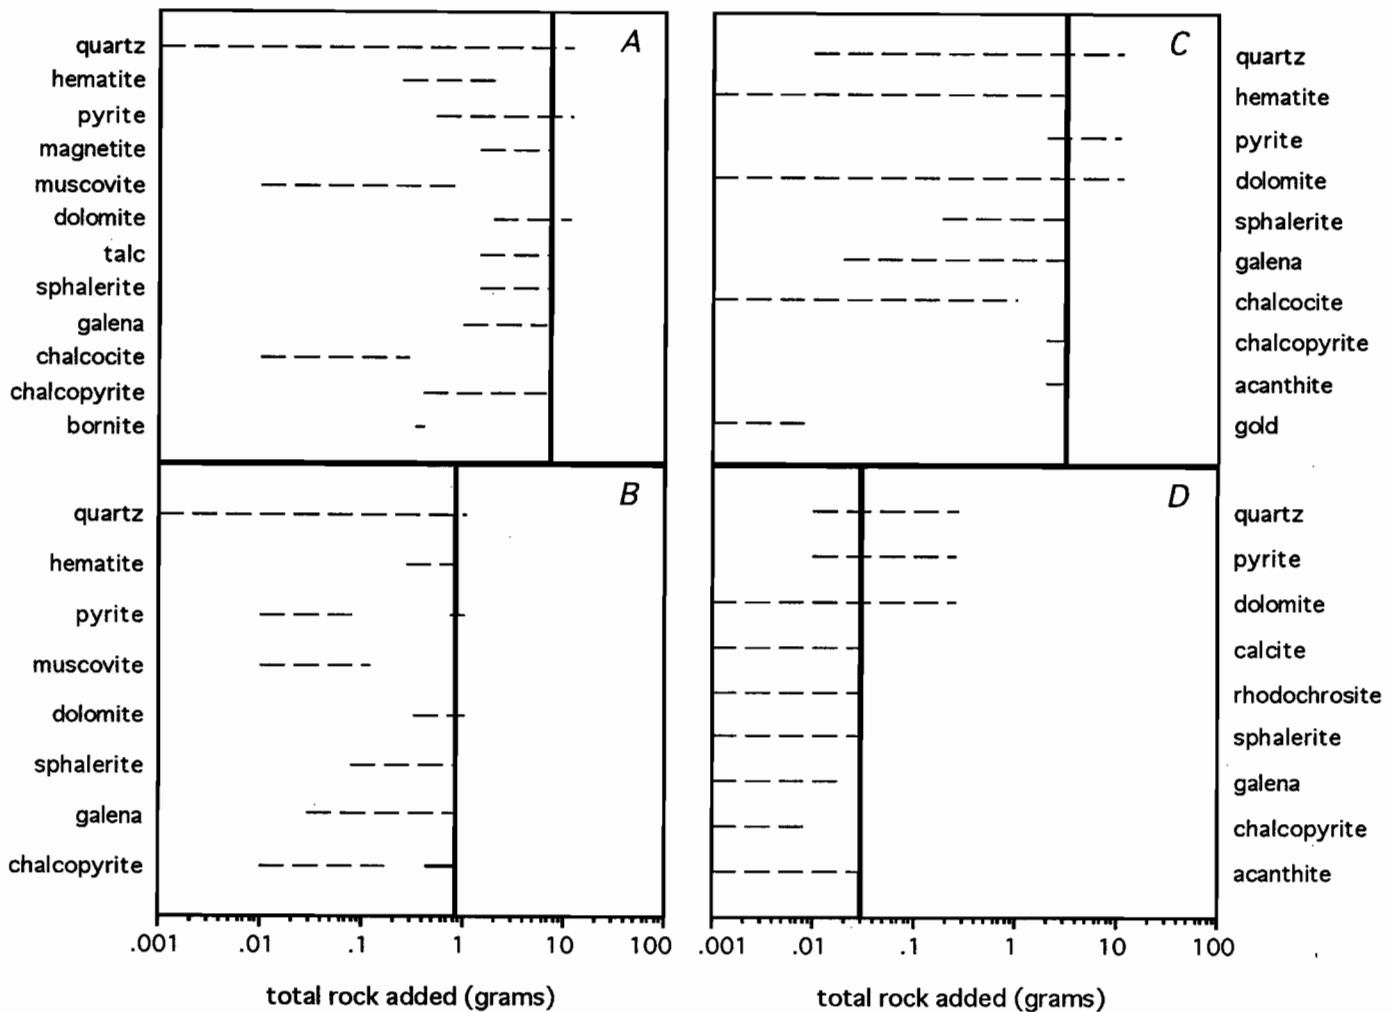 A
quartz
hematite
pyrite
magnetite
muscovite
dolomite
talc
sphalerite
galena
chalcocite
chalcopyrite
bornite
C
quartz
hematite
pyrite
dolomite
sphalerite
galena
chalcocite
chalcopyrite
acanthite
gold
B
quartz
hematite
pyrite
muscovite
dolomite
sphalerite
galena
chalcopyrite
.001 .01 .1 1 10 100
total rock added (grams)
D
quartz
pyrite
dolomite
calcite
rhodochrosite
sphalerite
galena
chalcopyrite
acanthite
.001 .01 .1 1 10 100
total rock added (grams)